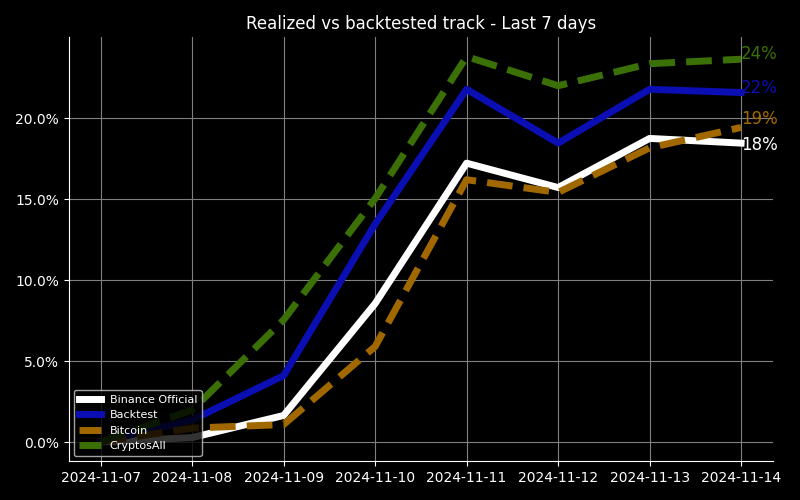 Realized vs backtested track - Last 7 days
24%
22%
19%
18%
20.0%
15.0%
10.0%
5.0%
0.0%
Binance Official
Backtest
Bitcoin
CryptosAll
2024-11-07 2024-11-08 2024-11-09 2024-11-10 2024-11-11 2024-11-12 2024-11-13 2024-11-14